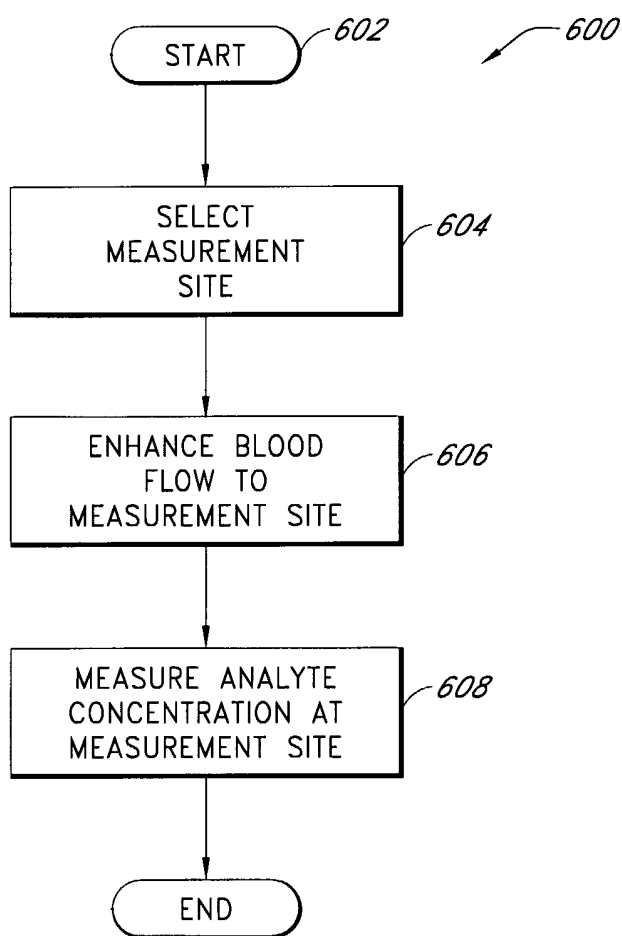 START
602
600
SELECT
MEASUREMENT
SITE
604
ENHANCE BLOOD
FLOW TO
MEASUREMENT SITE
606
MEASURE ANALYTE
CONCENTRATION AT
MEASUREMENT SITE
608
END